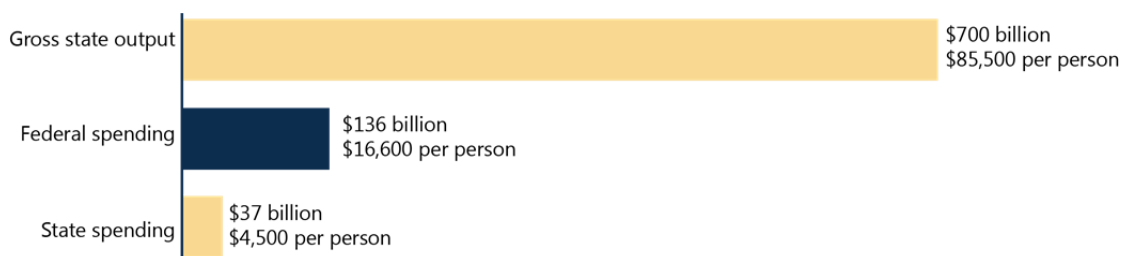 Gross state output
$700 billion
$85,500 per person
Federal spending
$136 billion
$16,600 per person
State spending
$37 billion
$4,500 per person